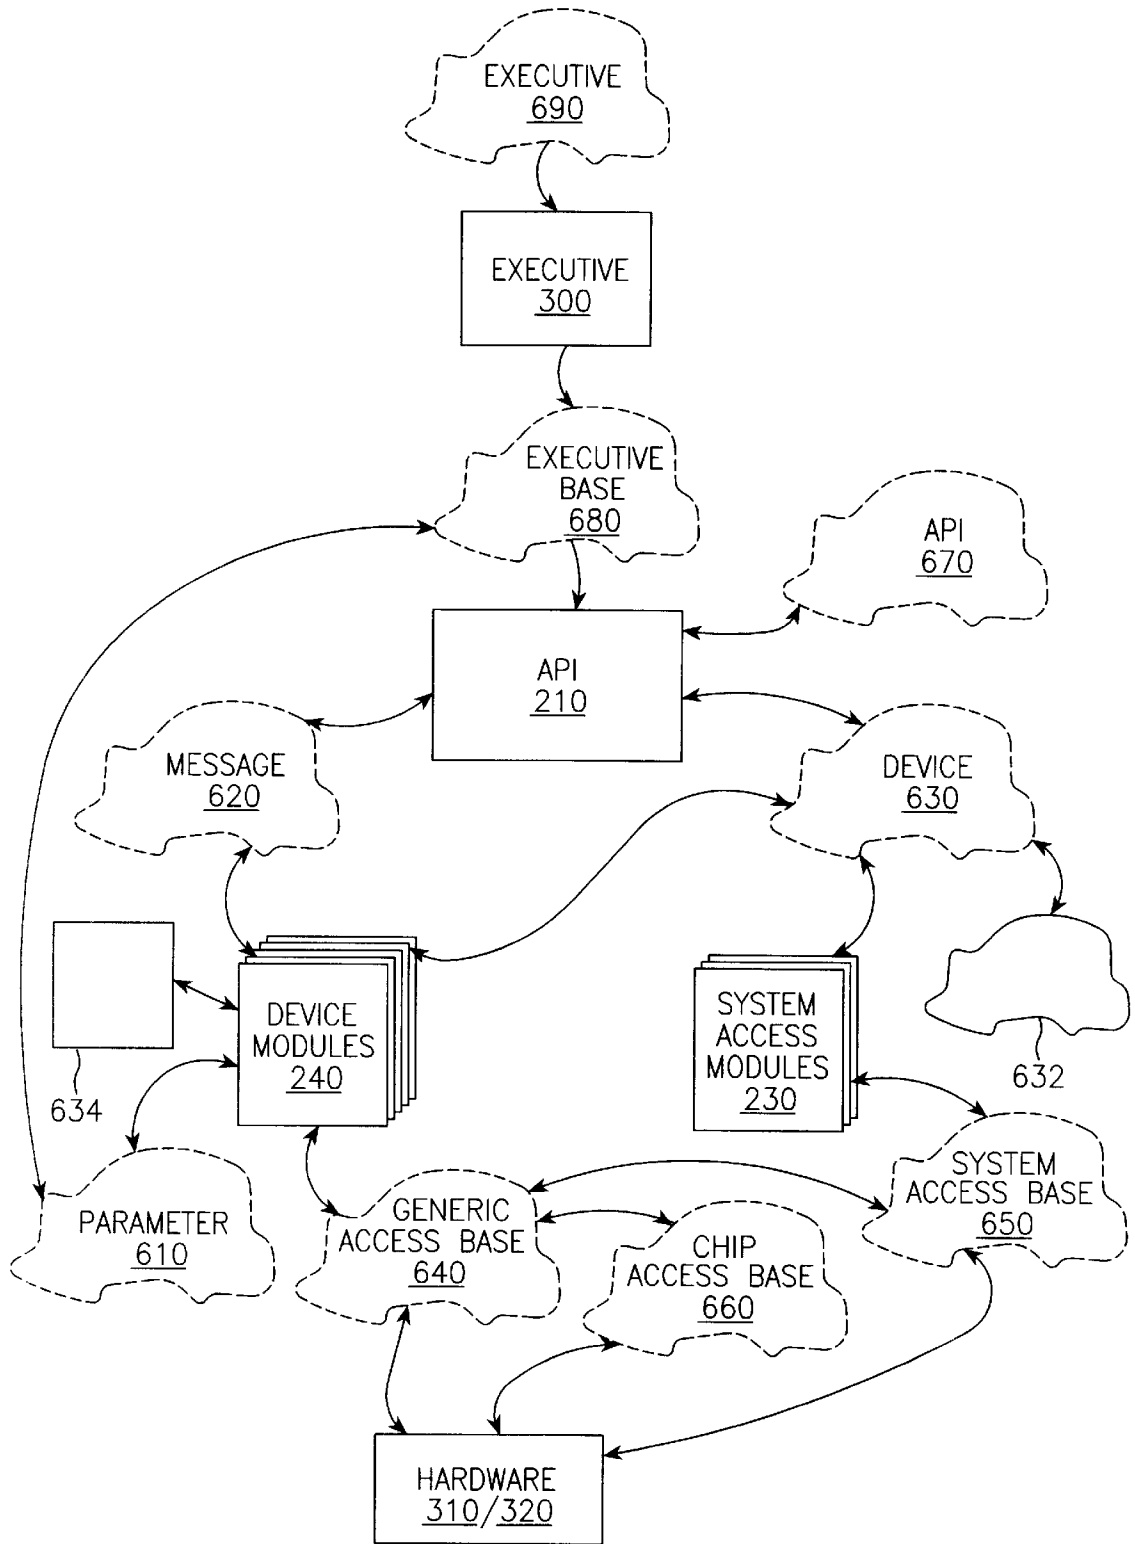 EXECUTIVE
690
EXECUTIVE
300
EXECUTIVE
BASE
680
API
670
API
210
MESSAGE
620
DEVICE
630
DEVICE
MODULES
240
634
SYSTEM
ACCESS
MODULES
230
632
PARAMETER
610
GENERIC
ACCESS BASE
640
SYSTEM
ACCESS BASE
650
CHIP
ACCESS BASE
660
HARDWARE
310/320